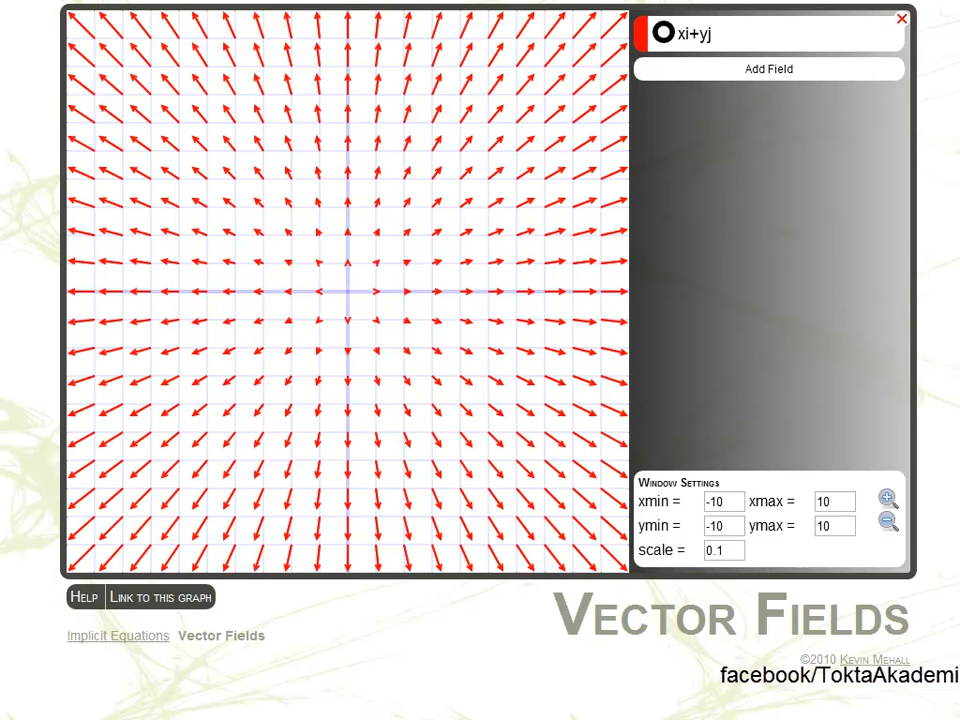 xi+yj
Add Field
Window Settings
xmin = -10 xmax = 10
ymin = -10 ymax = 10
scale = 0.1
Help Link to this graph
Vector Fields
Implicit Equations Vector Fields
©2010 Kevin Mehall
facebook/ToktaAkademi